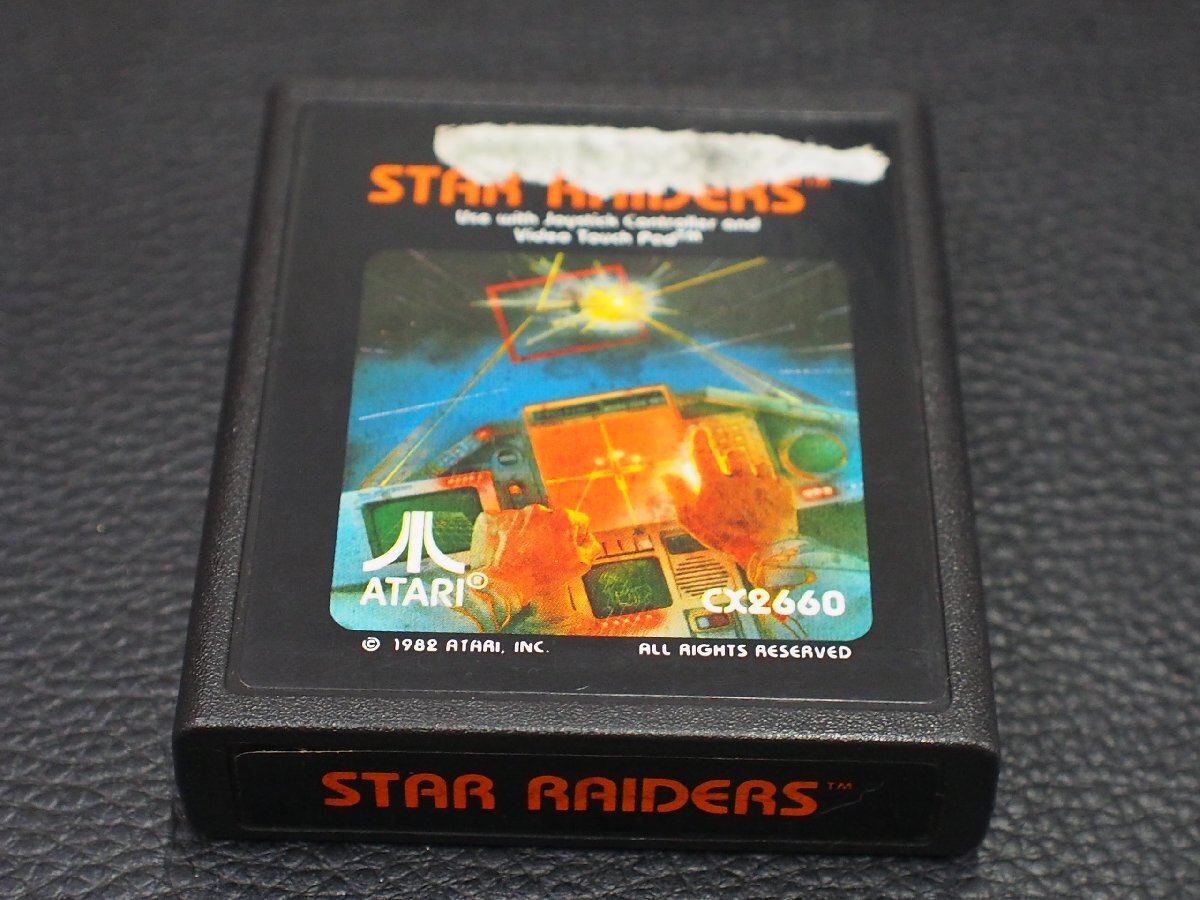 STAR RAIDERS™
Use with Joystick Controller and
Video Touch Pad™
ATARI®
CX2660
© 1982 ATARI, INC.
ALL RIGHTS RESERVED
STAR RAIDERS™